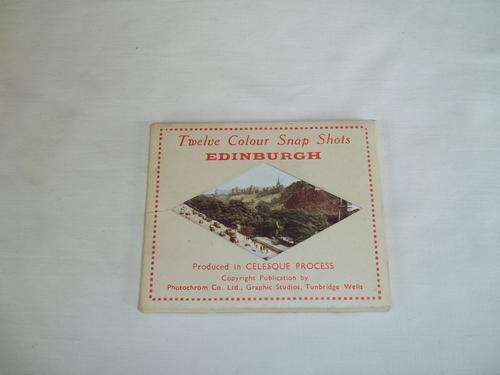 Twelve Colour Snap Shots
EDINBURGH
Produced in CELESQUE PROCESS
Copyright Publication by
Photochrom Co. Ltd., Graphic Studios, Tunbridge Wells